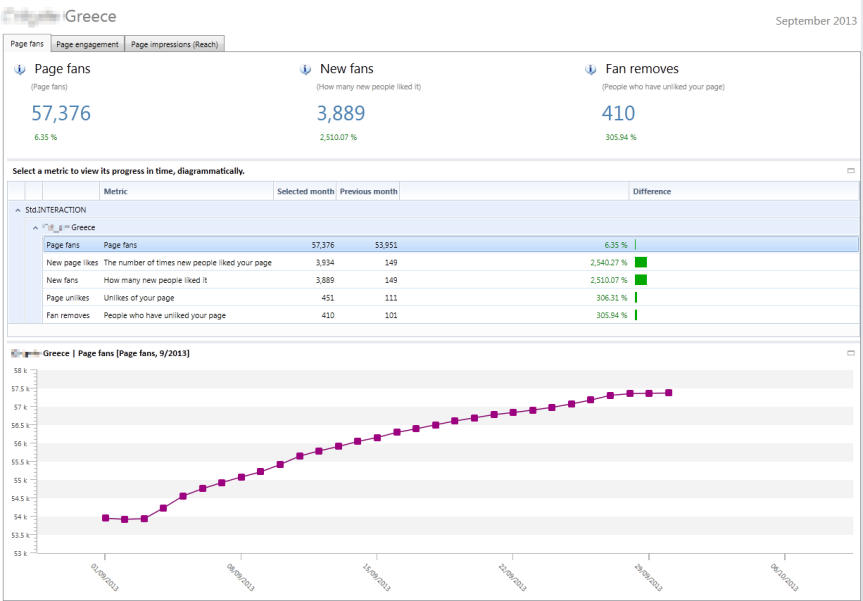 Greece
September 2013
Page fans Page engagement Page impressions (Reach)
Page fans New fans Fan removes
(Page fans) (How many new people liked it) (People who have unliked your page)
57,376 3,889 410
6.35 % 2,510.07 % 305.94 %
Select a metric to view its progress in time, diagrammatically.
Metric Selected month Previous month Difference
Std.INTERACTION
Greece
Page fans Page fans 57,376 53,951 6.35 %
New page likes The number of times new people liked your page 3,934 149 2,540.27 %
New fans How many new people liked it 3,889 149 2,510.07 %
Page unlikes Unlikes of your page 451 111 306.31 %
Fan removes People who have unliked your page 410 101 305.94 %
Greece | Page fans [Page fans, 9/2013]
58 k
57.5 k
57 k
56.5 k
56 k
55.5 k
55 k
54.5 k
54 k
53.5 k
53 k
01/09/2013 08/09/2013 15/09/2013 22/09/2013 29/09/2013 06/10/2013